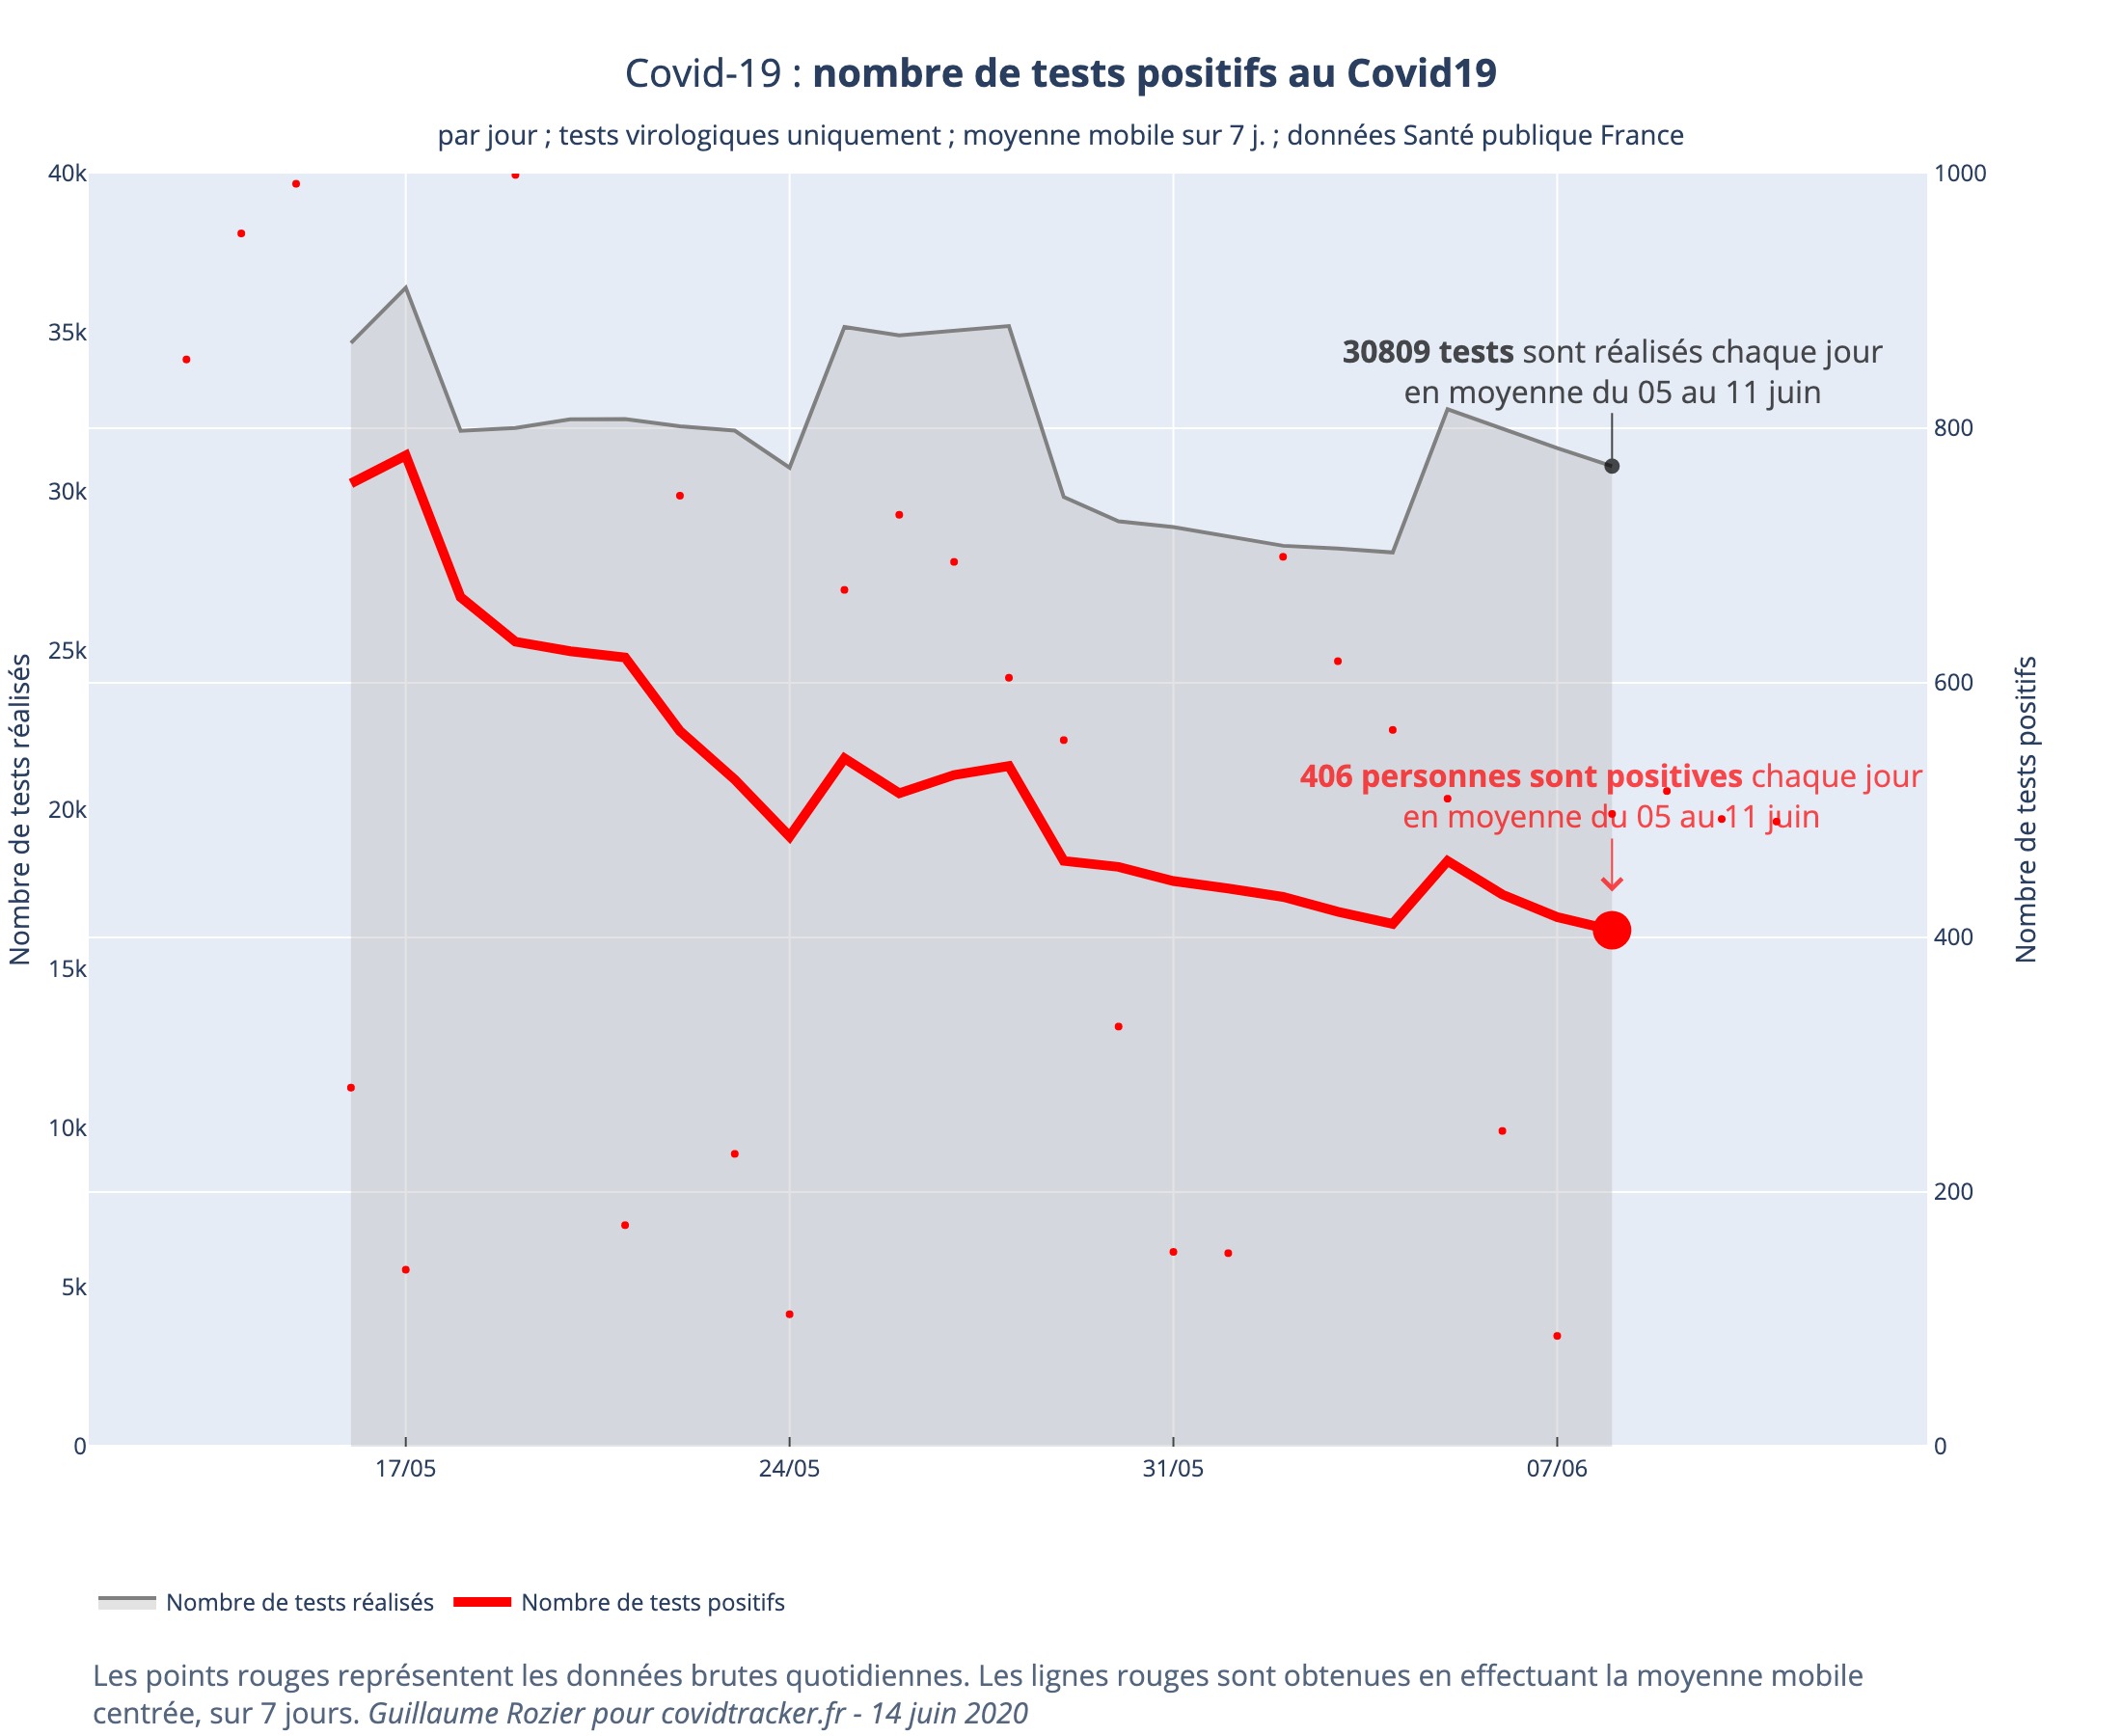 Covid-19 : nombre de tests positifs au Covid19
par jour ; tests virologiques uniquement ; moyenne mobile sur 7 j. ; données Santé publique France
40k
35k
30k
25k
20k
15k
10k
5k
0
Nombre de tests réalisés
1000
800
600
400
200
0
Nombre de tests positifs
30809 tests sont réalisés chaque jour
en moyenne du 05 au 11 juin
406 personnes sont positives chaque jour
en moyenne du 05 au 11 juin
17/05
24/05
31/05
07/06
Nombre de tests réalisés
Nombre de tests positifs
Les points rouges représentent les données brutes quotidiennes. Les lignes rouges sont obtenues en effectuant la moyenne mobile
centrée, sur 7 jours. Guillaume Rozier pour covidtracker.fr - 14 juin 2020